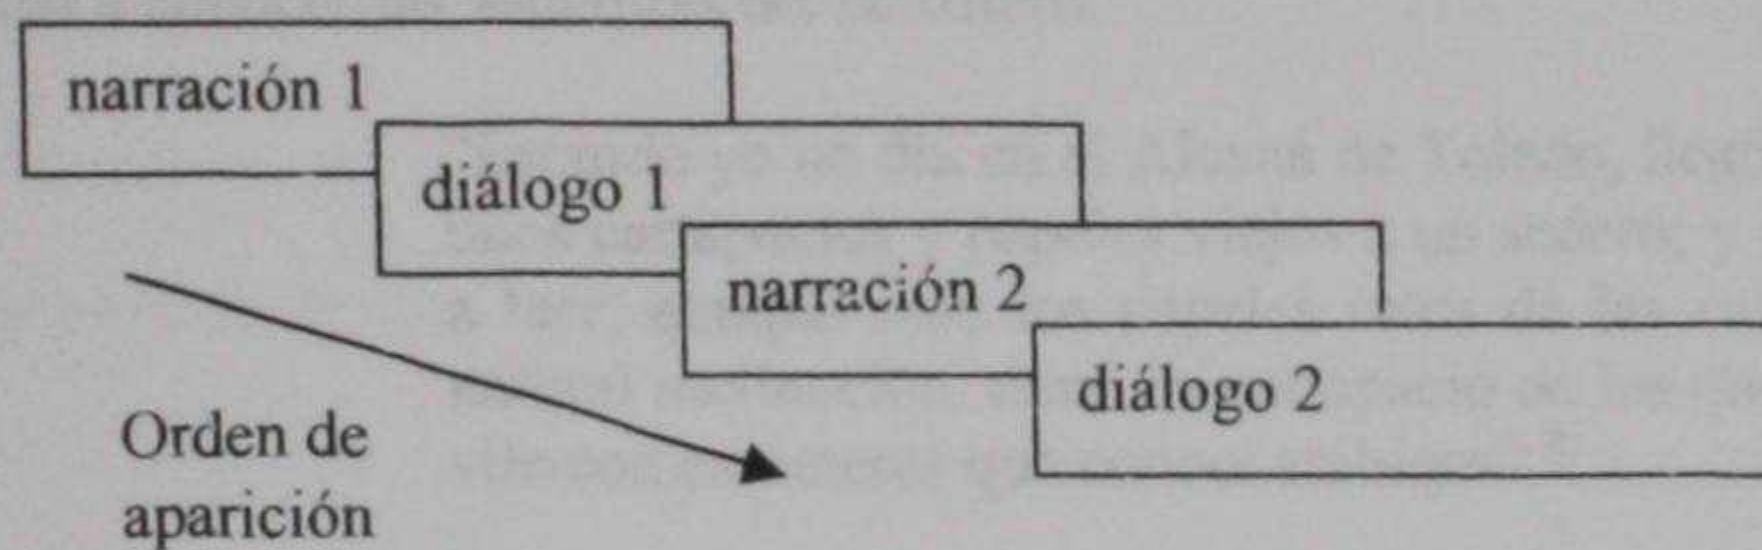 narración 1
diálogo 1
narración 2
diálogo 2
Orden de
aparición